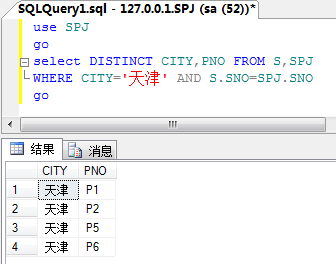 SQLQuery1.sql - 127.0.0.1.SPJ (sa (52))*
use SPJ
go
select DISTINCT CITY,PNO FROM S,SPJ
WHERE CITY='天津' AND S.SNO=SPJ.SNO
go
结果 消息
CITY PNO
1 天津 P1
2 天津 P2
3 天津 P5
4 天津 P6